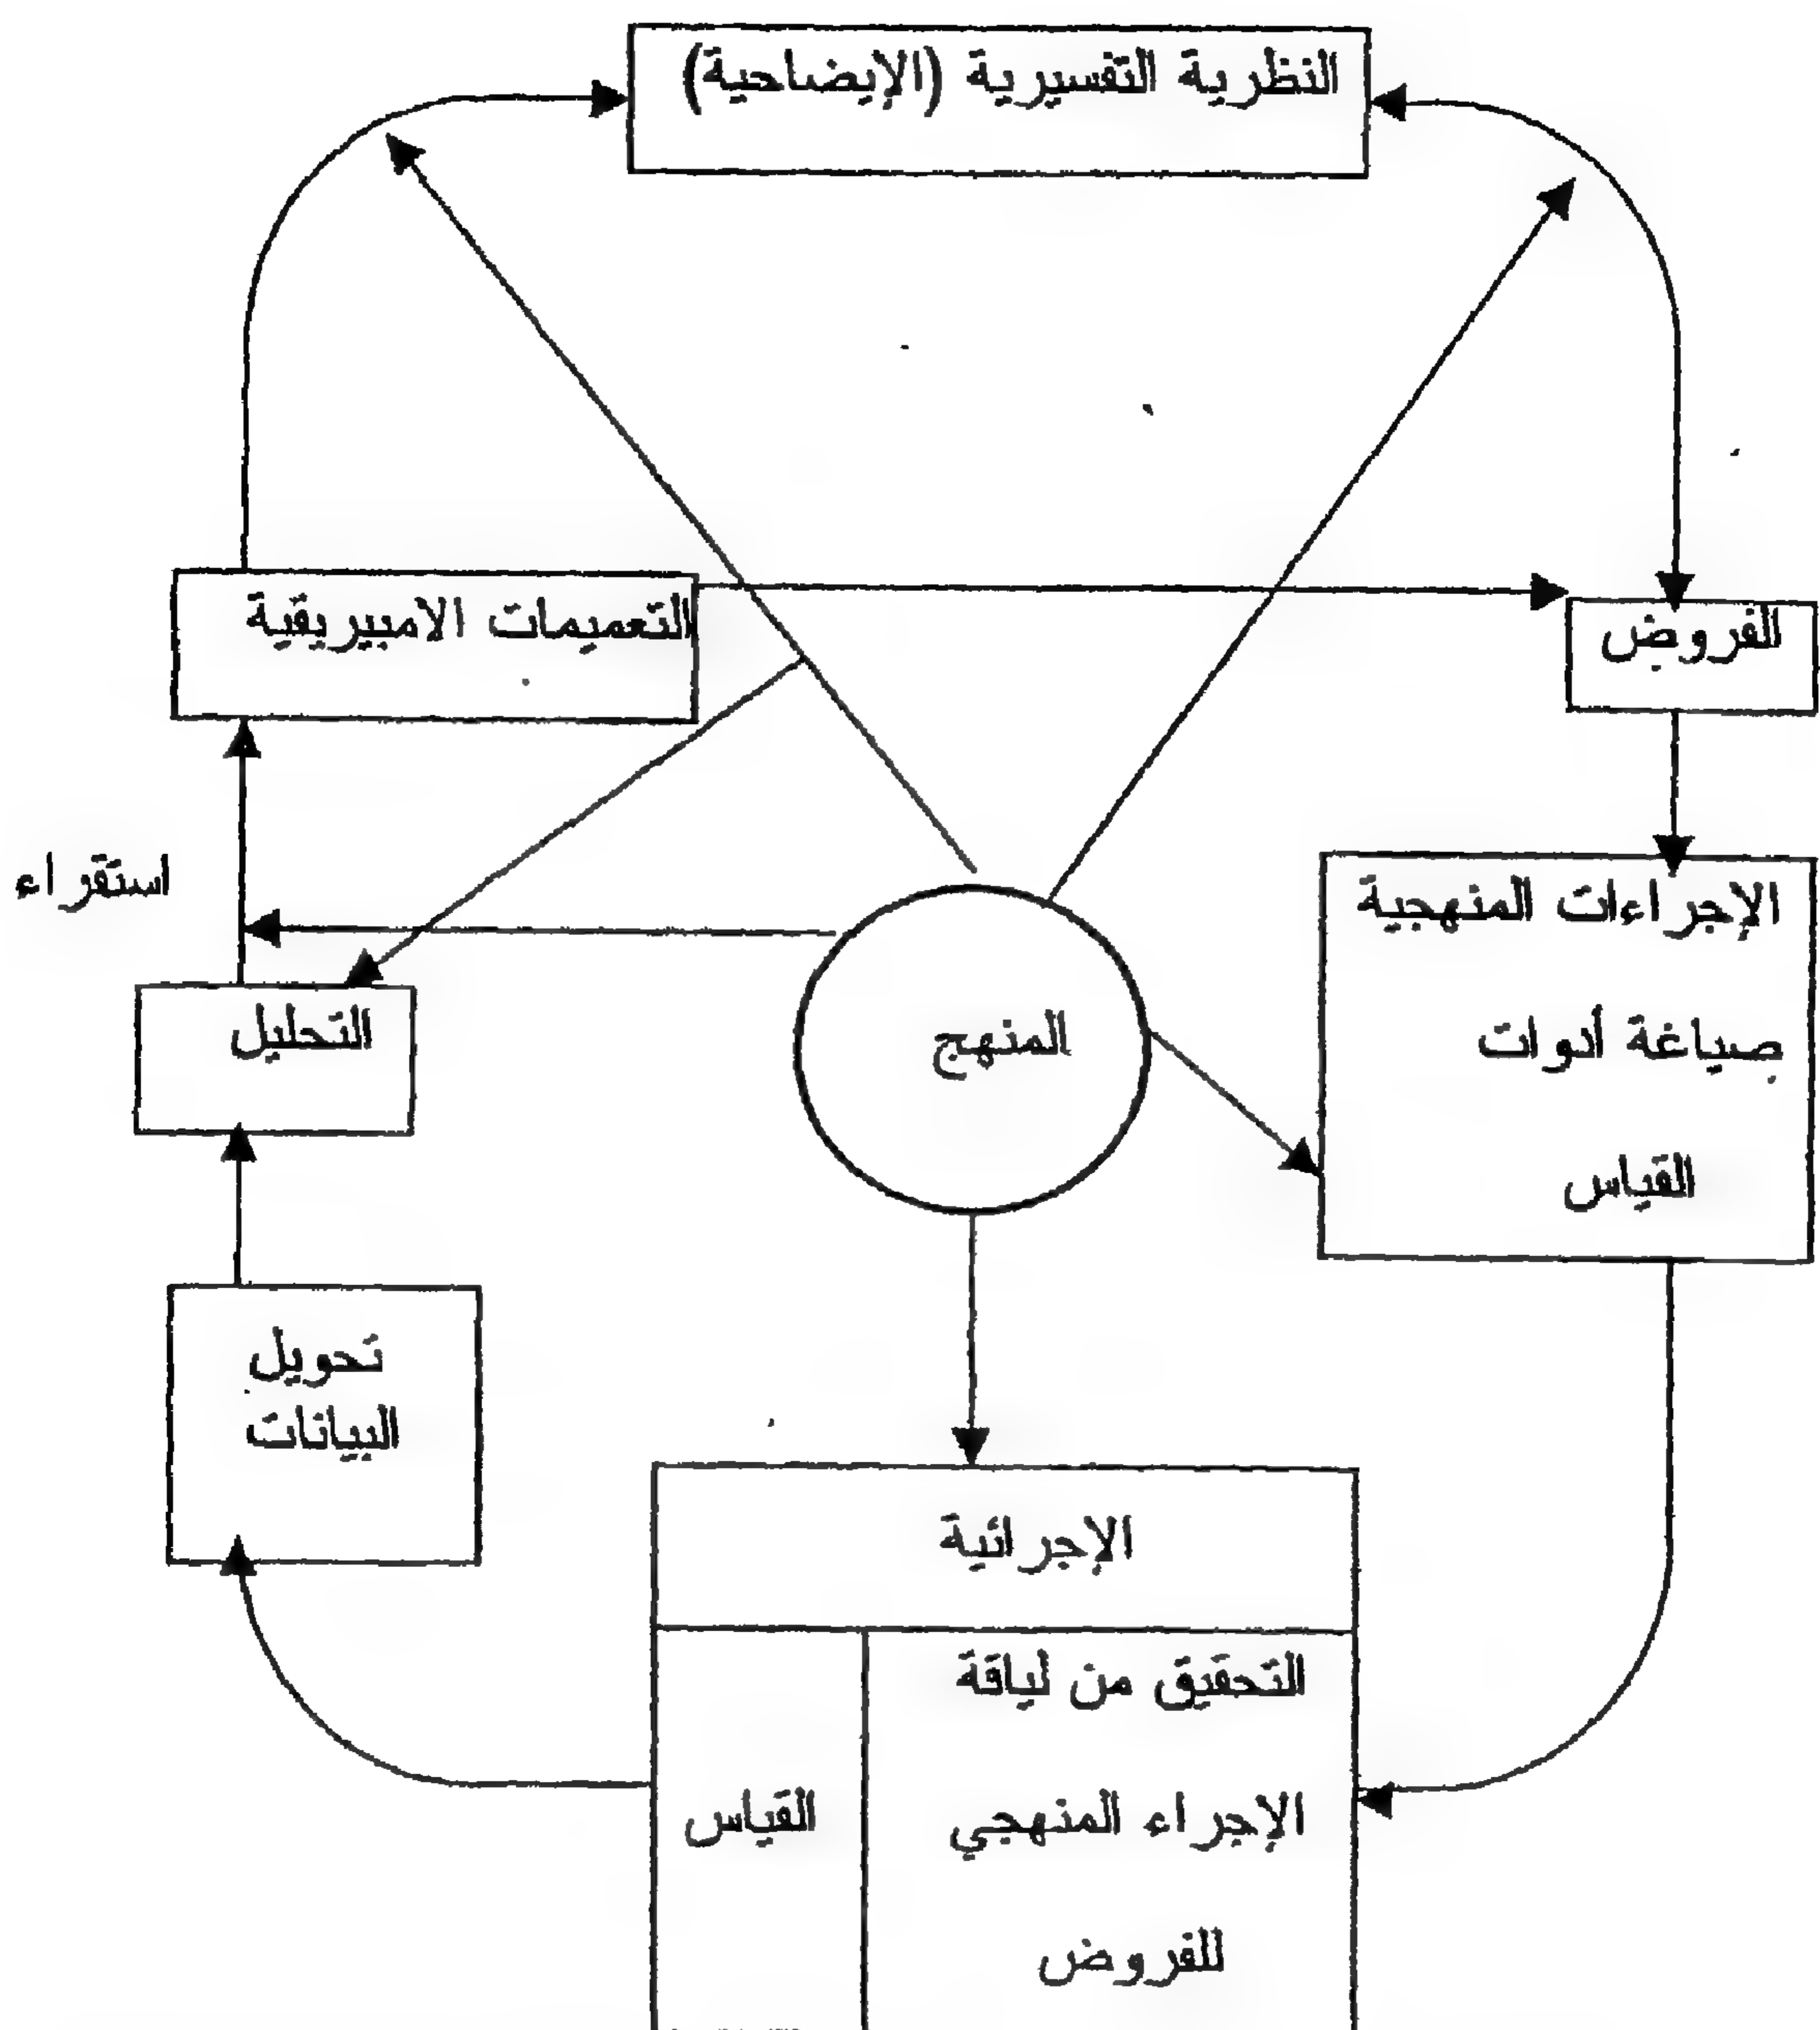 النظرية التفسيرية (الإيضاحية)
التعميمات الامبيريقية
الفروض
استقراء
الإجراءات المنهجية
صياغة أدوات
القياس
المنهج
التحليل
تحويل
البيانات
الإجرائية
التحقيق من لياقة
الإجراء المنهجي
للفروض
القياس